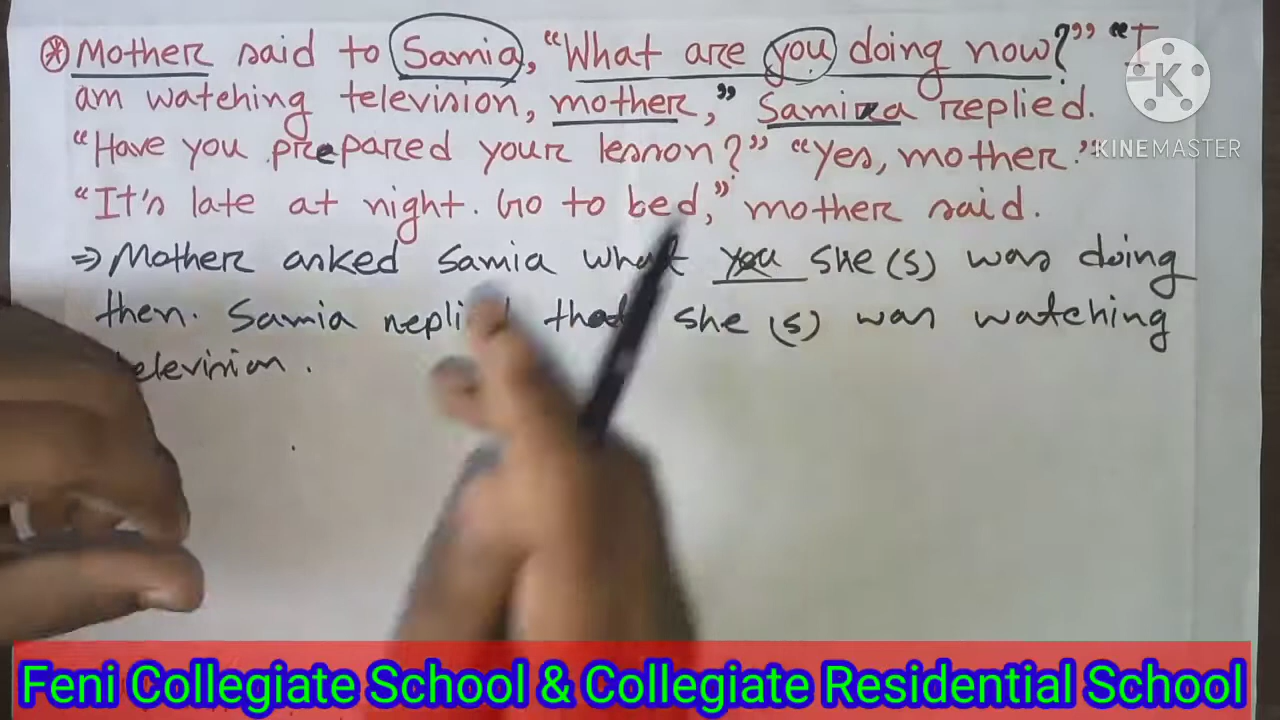 Mother said to Samia, "What are you doing now?" "I
am watching television, mother," Samia replied.
"Have you prepared your lesson?" "Yes, mother."
"It's late at night. Go to bed," mother said.
⇒ Mother asked Samia what you she (s) was doing
then. Samia replied that she (s) was watching
television.
KINEMASTER
Feni Collegiate School & Collegiate Residential School